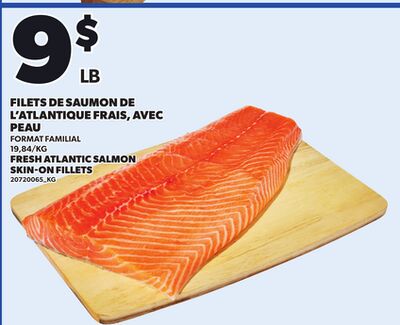 9$
LB
FILETS DE SAUMON DE
L'ATLANTIQUE FRAIS, AVEC
PEAU
FORMAT FAMILIAL
19,84/KG
FRESH ATLANTIC SALMON
SKIN-ON FILLETS
20720065_KG